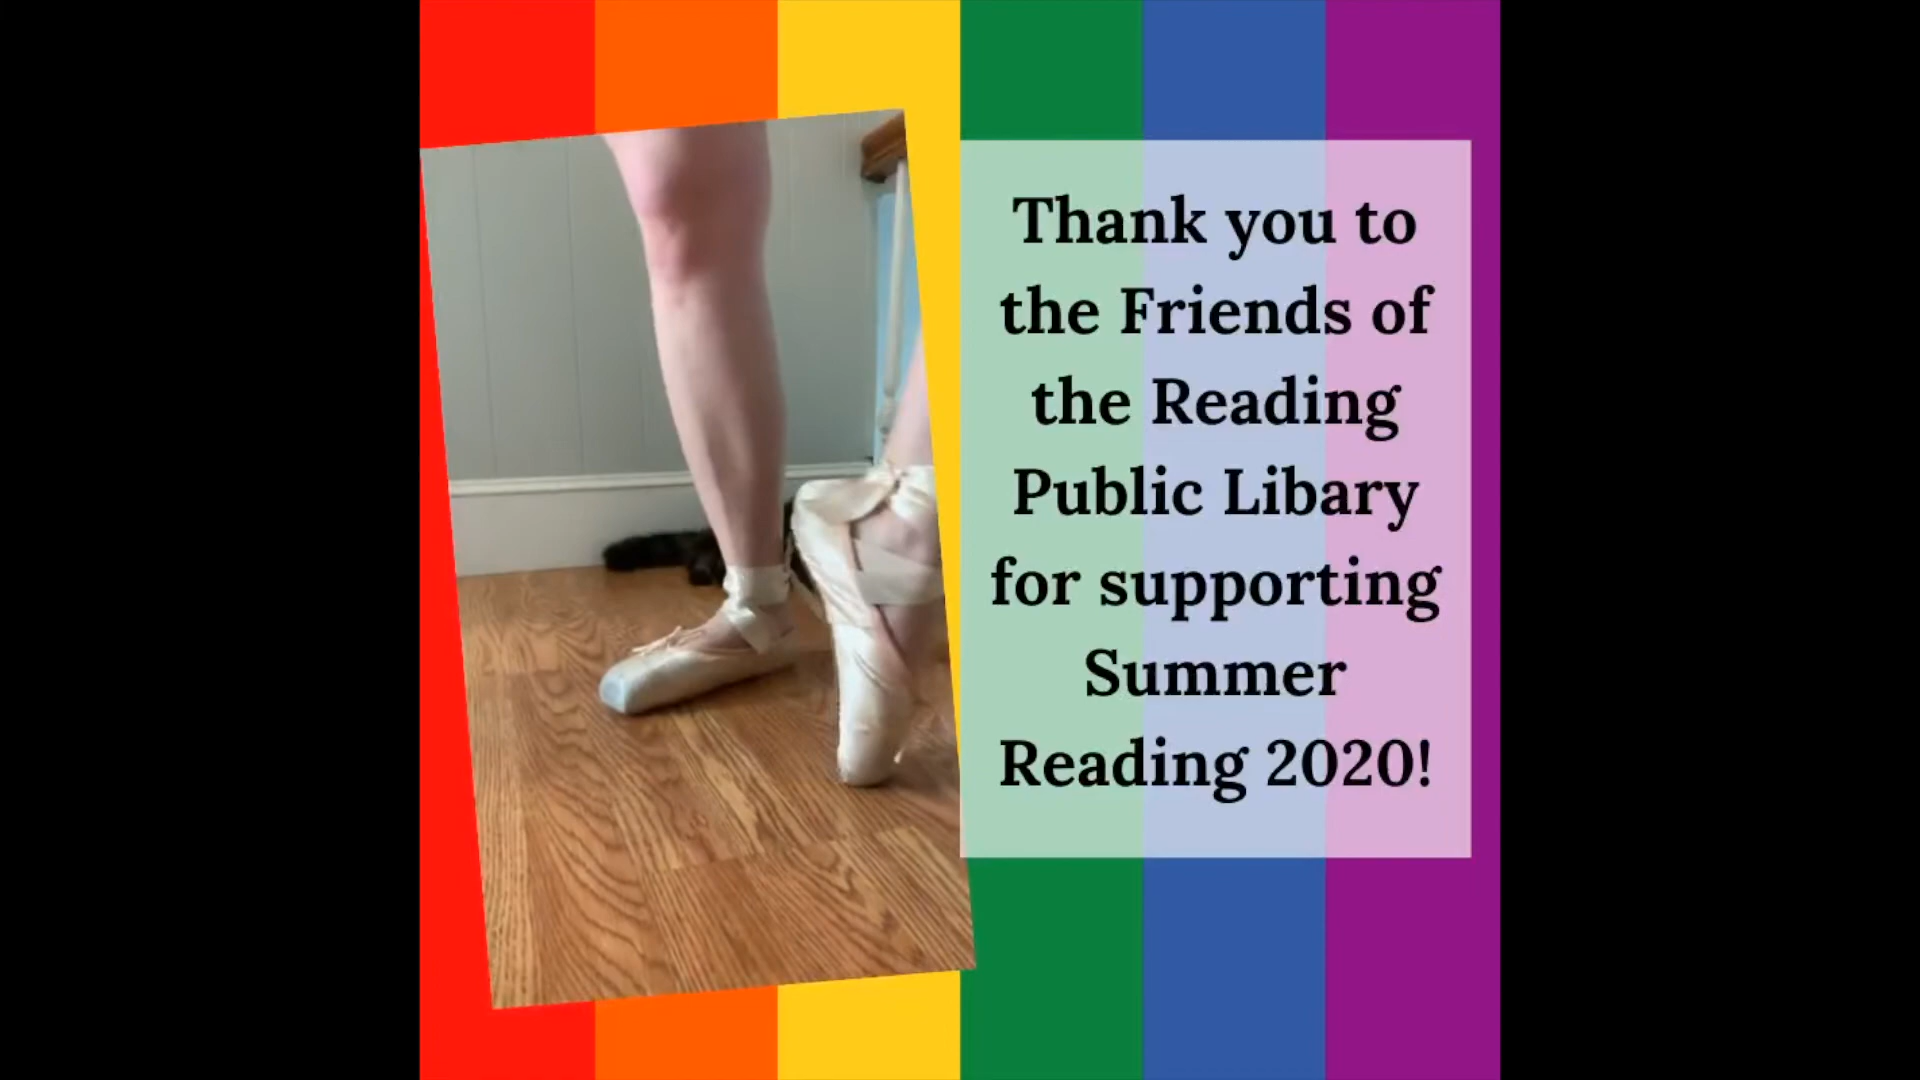 Thank you to
the Friends of
the Reading
Public Libary
for supporting
Summer
Reading 2020!